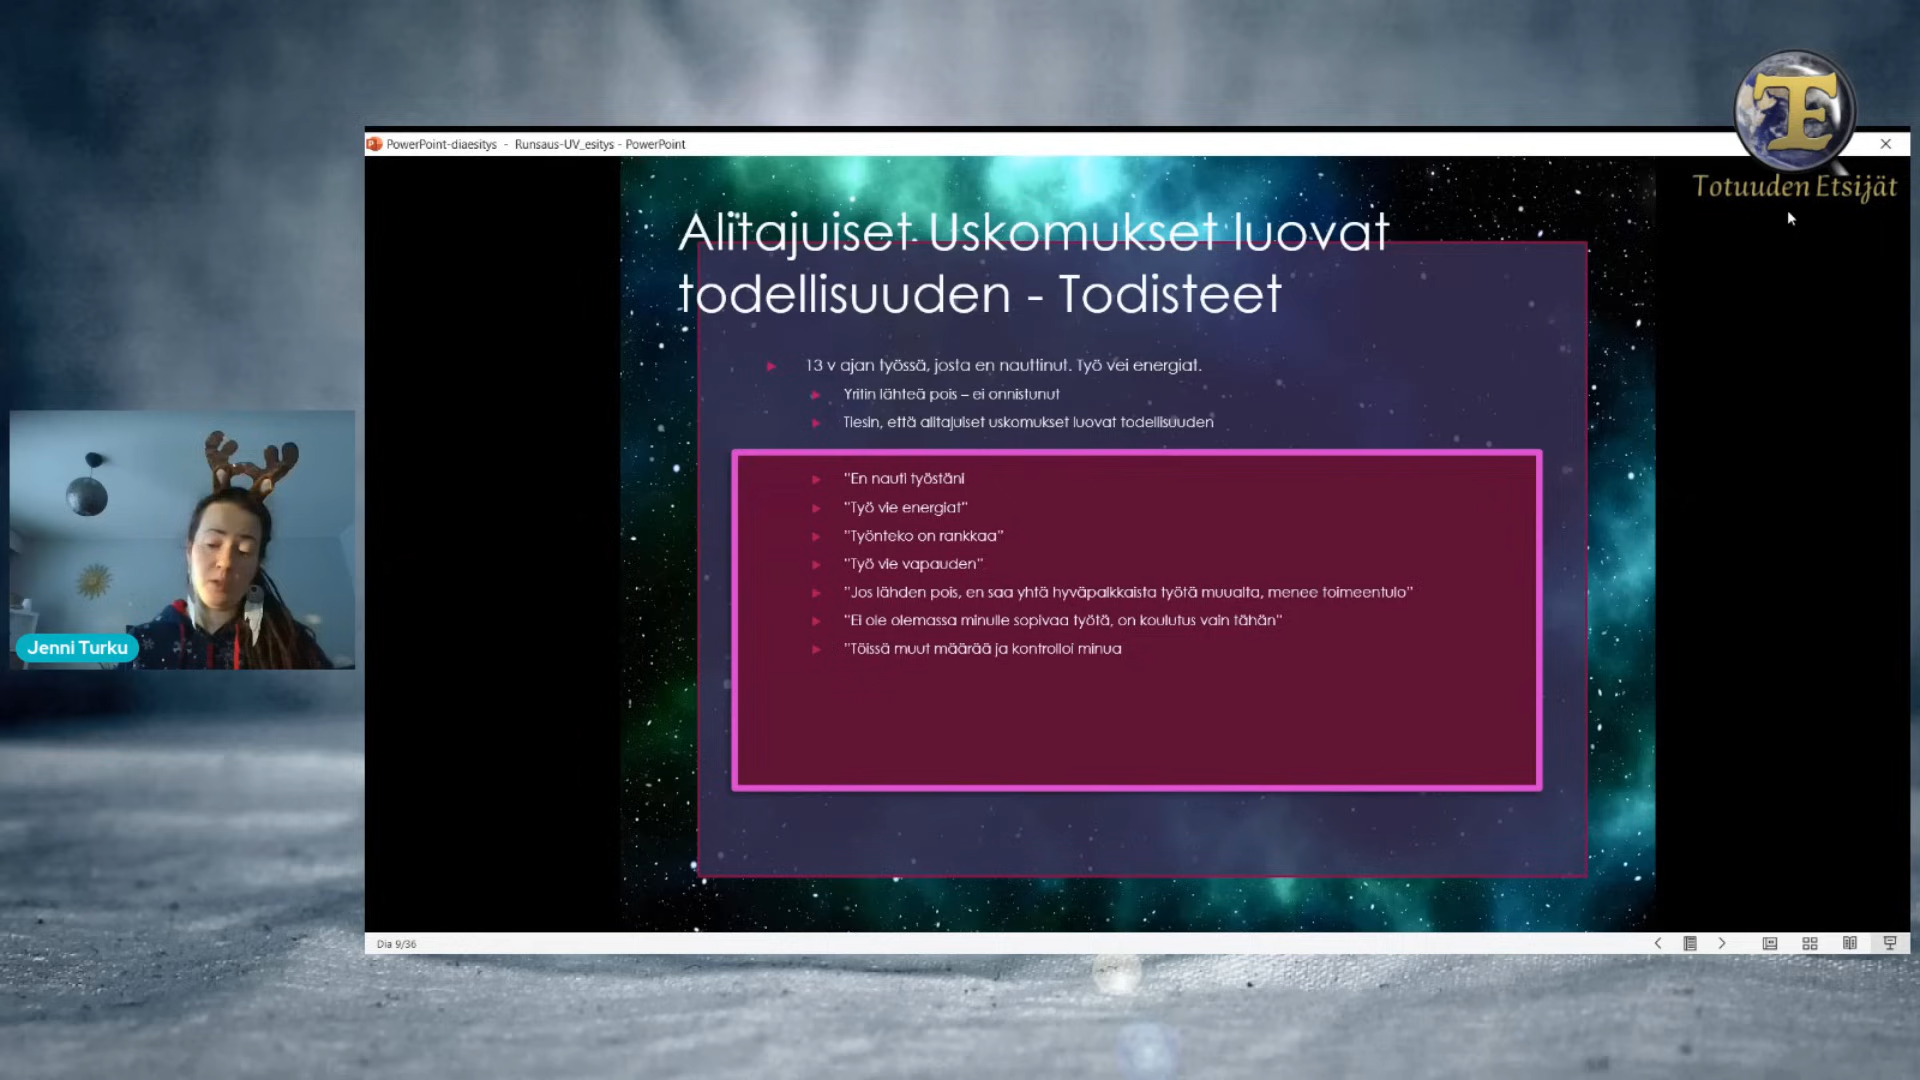 TE
Totuuden Etsijät
PowerPoint-diaesitys - Runsaus-UV_esitys - PowerPoint
Alitajuiset Uskomukset luovat
todellisuuden - Todisteet
13 v ajan työssä, josta en nauttinut. Työ vei energiat.
Yritin lähteä pois – ei onnistunut
Tiesin, että alitajuiset uskomukset luovat todellisuuden
"En nauti työstäni
"Työ vie energiat"
"Työnteko on rankkaa"
"Työ vie vapauden"
"Jos lähden pois, en saa yhtä hyväpalkkaista työtä muualta, menee toimeentulo"
"Ei ole olemassa minulle sopivaa työtä, on koulutus vain tähän"
"Töissä muut määrää ja kontrolloi minua
Jenni Turku
Dia 9/36